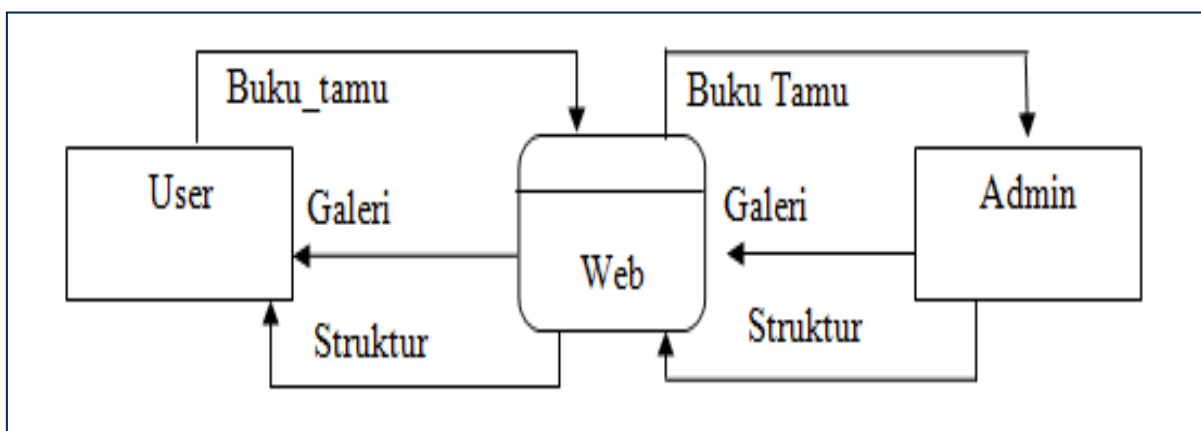 Buku_tamu
Buku Tamu
User
Galeri
Web
Galeri
Admin
Struktur
Struktur